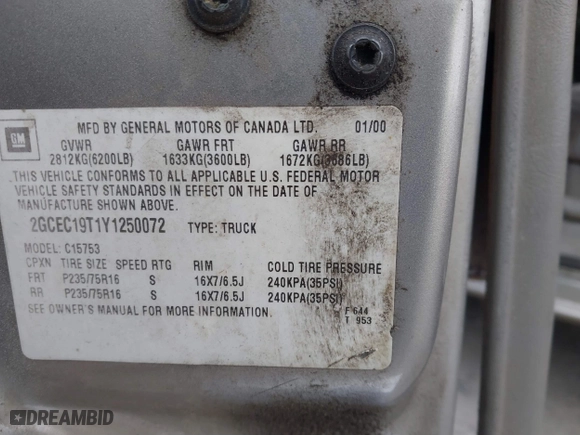 GM
MFD BY GENERAL MOTORS OF CANADA LTD. 01/00
GVWR GAWR FRT GAWR RR
2812KG(6200LB) 1633KG(3600LB) 1672KG(3686LB)
THIS VEHICLE CONFORMS TO ALL APPLICABLE U.S. FEDERAL MOTOR
VEHICLE SAFETY STANDARDS IN EFFECT ON THE DATE OF
MANUFACTURE SHOWN ABOVE.
2GCEC19T1Y1250072 TYPE: TRUCK
MODEL: C15753
CPXN TIRE SIZE SPEED RTG RIM COLD TIRE PRESSURE
FRT P235/75R16 S 16X7/6.5J 240KPA(35PSI)
RR P235/75R16 S 16X7/6.5J 240KPA(35PSI)
SEE OWNER'S MANUAL FOR MORE INFORMATION.
F 644
T 953
DREAMBID